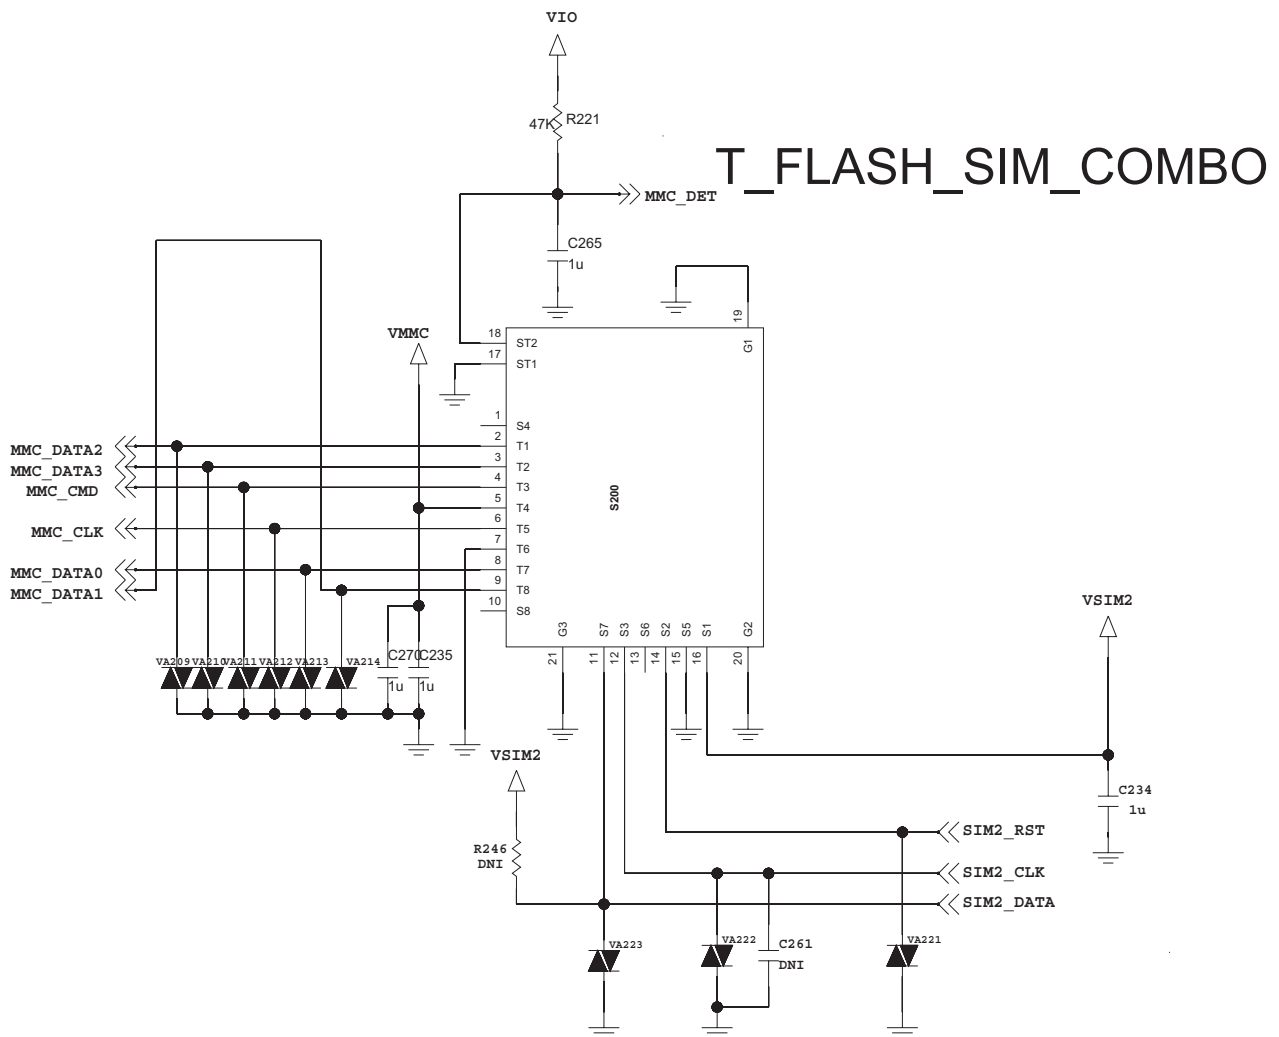 VIO
47K R221
T_FLASH_SIM_COMBO
MMC_DET
C265
1u
19
G1
VMMC
18 ST2
17 ST1
1 S4
MMC_DATA2 2 T1
MMC_DATA3 3 T2
MMC_CMD 4 T3
5 T4
MMC_CLK 6 T5
7 T6
MMC_DATA0 8 T7
MMC_DATA1 9 T8
10 S8
S200
G3 S7 S3 S6 S2 S5 S1 G2
21 11 12 13 14 15 16 20
VSIM2
VA209 VA210 VA211 VA212 VA213 VA214 C270 C235
1u 1u
VSIM2
C234
1u
R246
DNI
SIM2_RST
SIM2_CLK
SIM2_DATA
VA223 VA222 C261 VA221
DNI